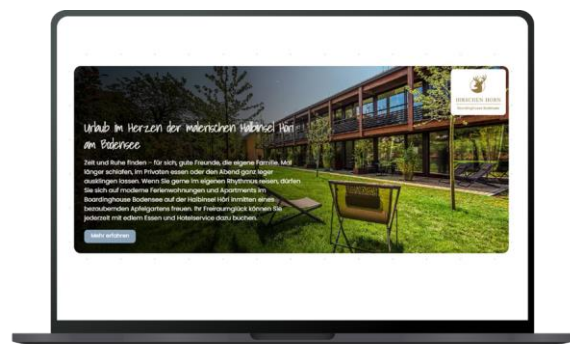 Urlaub im Herzen der malerischen Halbinsel Höri
am Bodensee
Zeit und Ruhe finden – für sich, gute Freunde, die eigene Familie. Mal
länger schlafen, im Privaten essen oder den Abend ganz leger
ausklingen lassen. Wenn Sie gerne im eigenen Rhythmus reisen, dürfen
Sie sich auf moderne Ferienwohnungen und Apartments im
Boardinghouse Bodensee auf der Halbinsel Höri inmitten eines
bezaubernden Apfelgartens freuen. Ihr Freiraumglück können Sie
jederzeit mit edlem Essen und Hotelservice dazu buchen.
Mehr erfahren
HIRSCHEN HORN